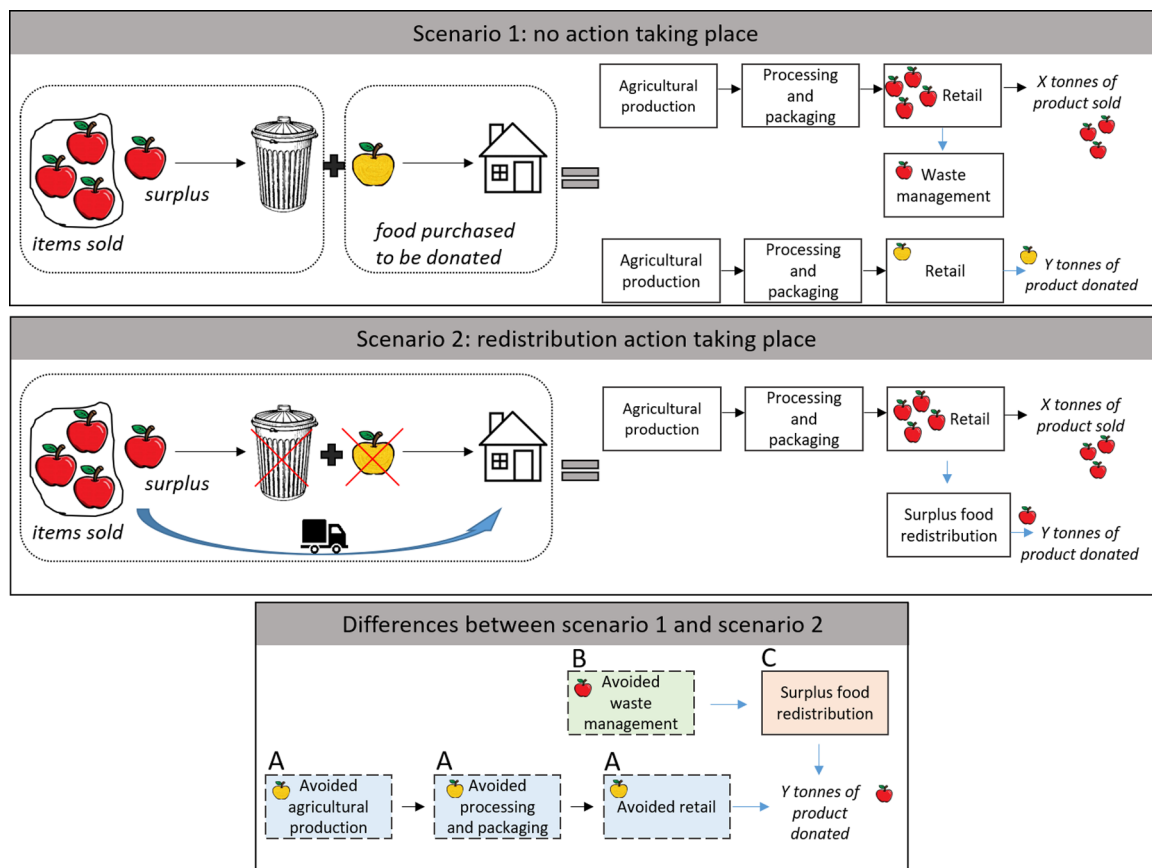 Scenario 1: no action taking place
items sold
surplus
food purchased
to be donated
Agricultural
production
Processing
and
packaging
Retail
X tonnes of
product sold
Waste
management
Agricultural
production
Processing
and
packaging
Retail
Y tonnes of
product donated
Scenario 2: redistribution action taking place
items sold
surplus
Agricultural
production
Processing
and
packaging
Retail
X tonnes of
product sold
Surplus food
redistribution
Y tonnes of
product donated
Differences between scenario 1 and scenario 2
B
Avoided
waste
management
C
Surplus food
redistribution
A
Avoided
agricultural
production
A
Avoided
processing
and packaging
A
Avoided retail
Y tonnes of
product
donated